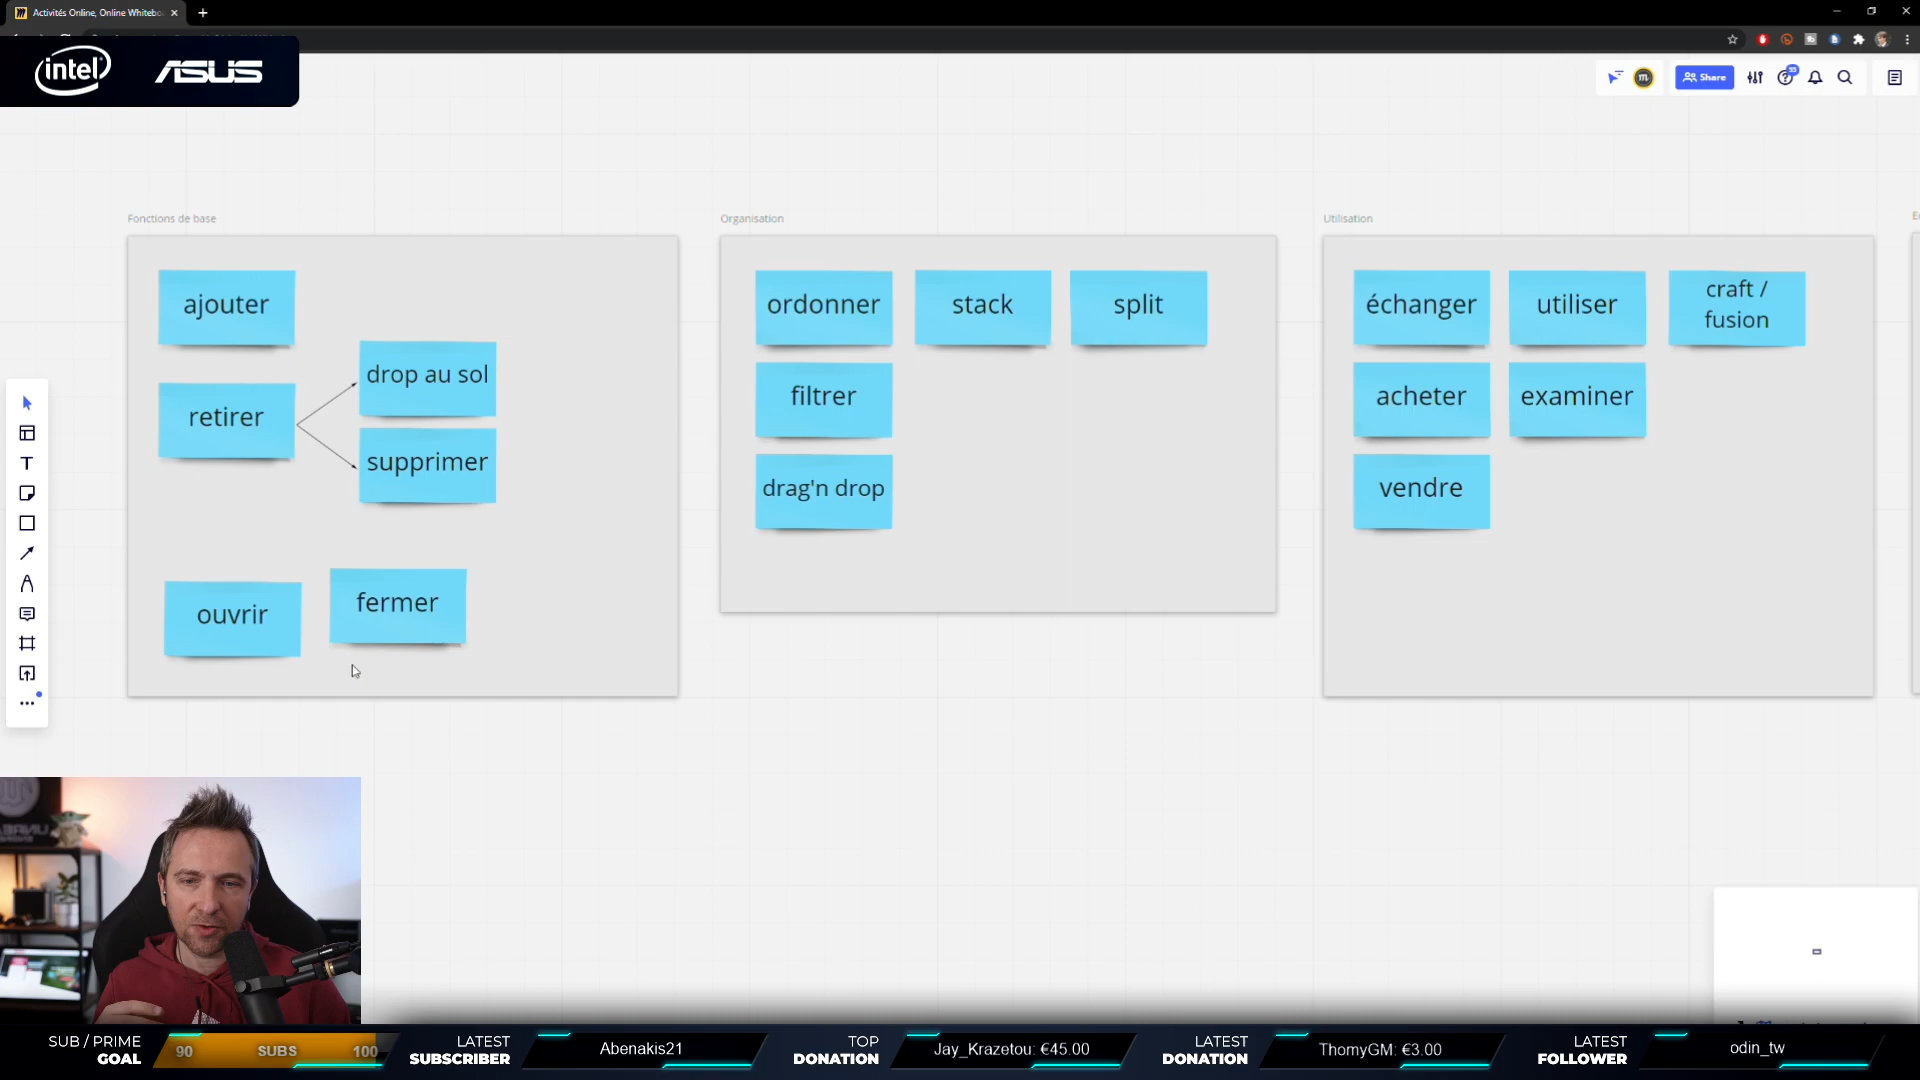 Activités Online, Online Whitebo
intel
ASUS
m
Share
Fonctions de base
Organisation
Utilisation
ajouter
retirer
drop au sol
supprimer
ouvrir
fermer
ordonner
stack
split
filtrer
drag'n drop
échanger
utiliser
craft /
fusion
acheter
examiner
vendre
T
SUB / PRIME
GOAL
90
SUBS
100
LATEST
SUBSCRIBER
Abenakis21
TOP
DONATION
Jay_Krazetou: €45.00
LATEST
DONATION
ThomyGM: €3.00
LATEST
FOLLOWER
odin_tw